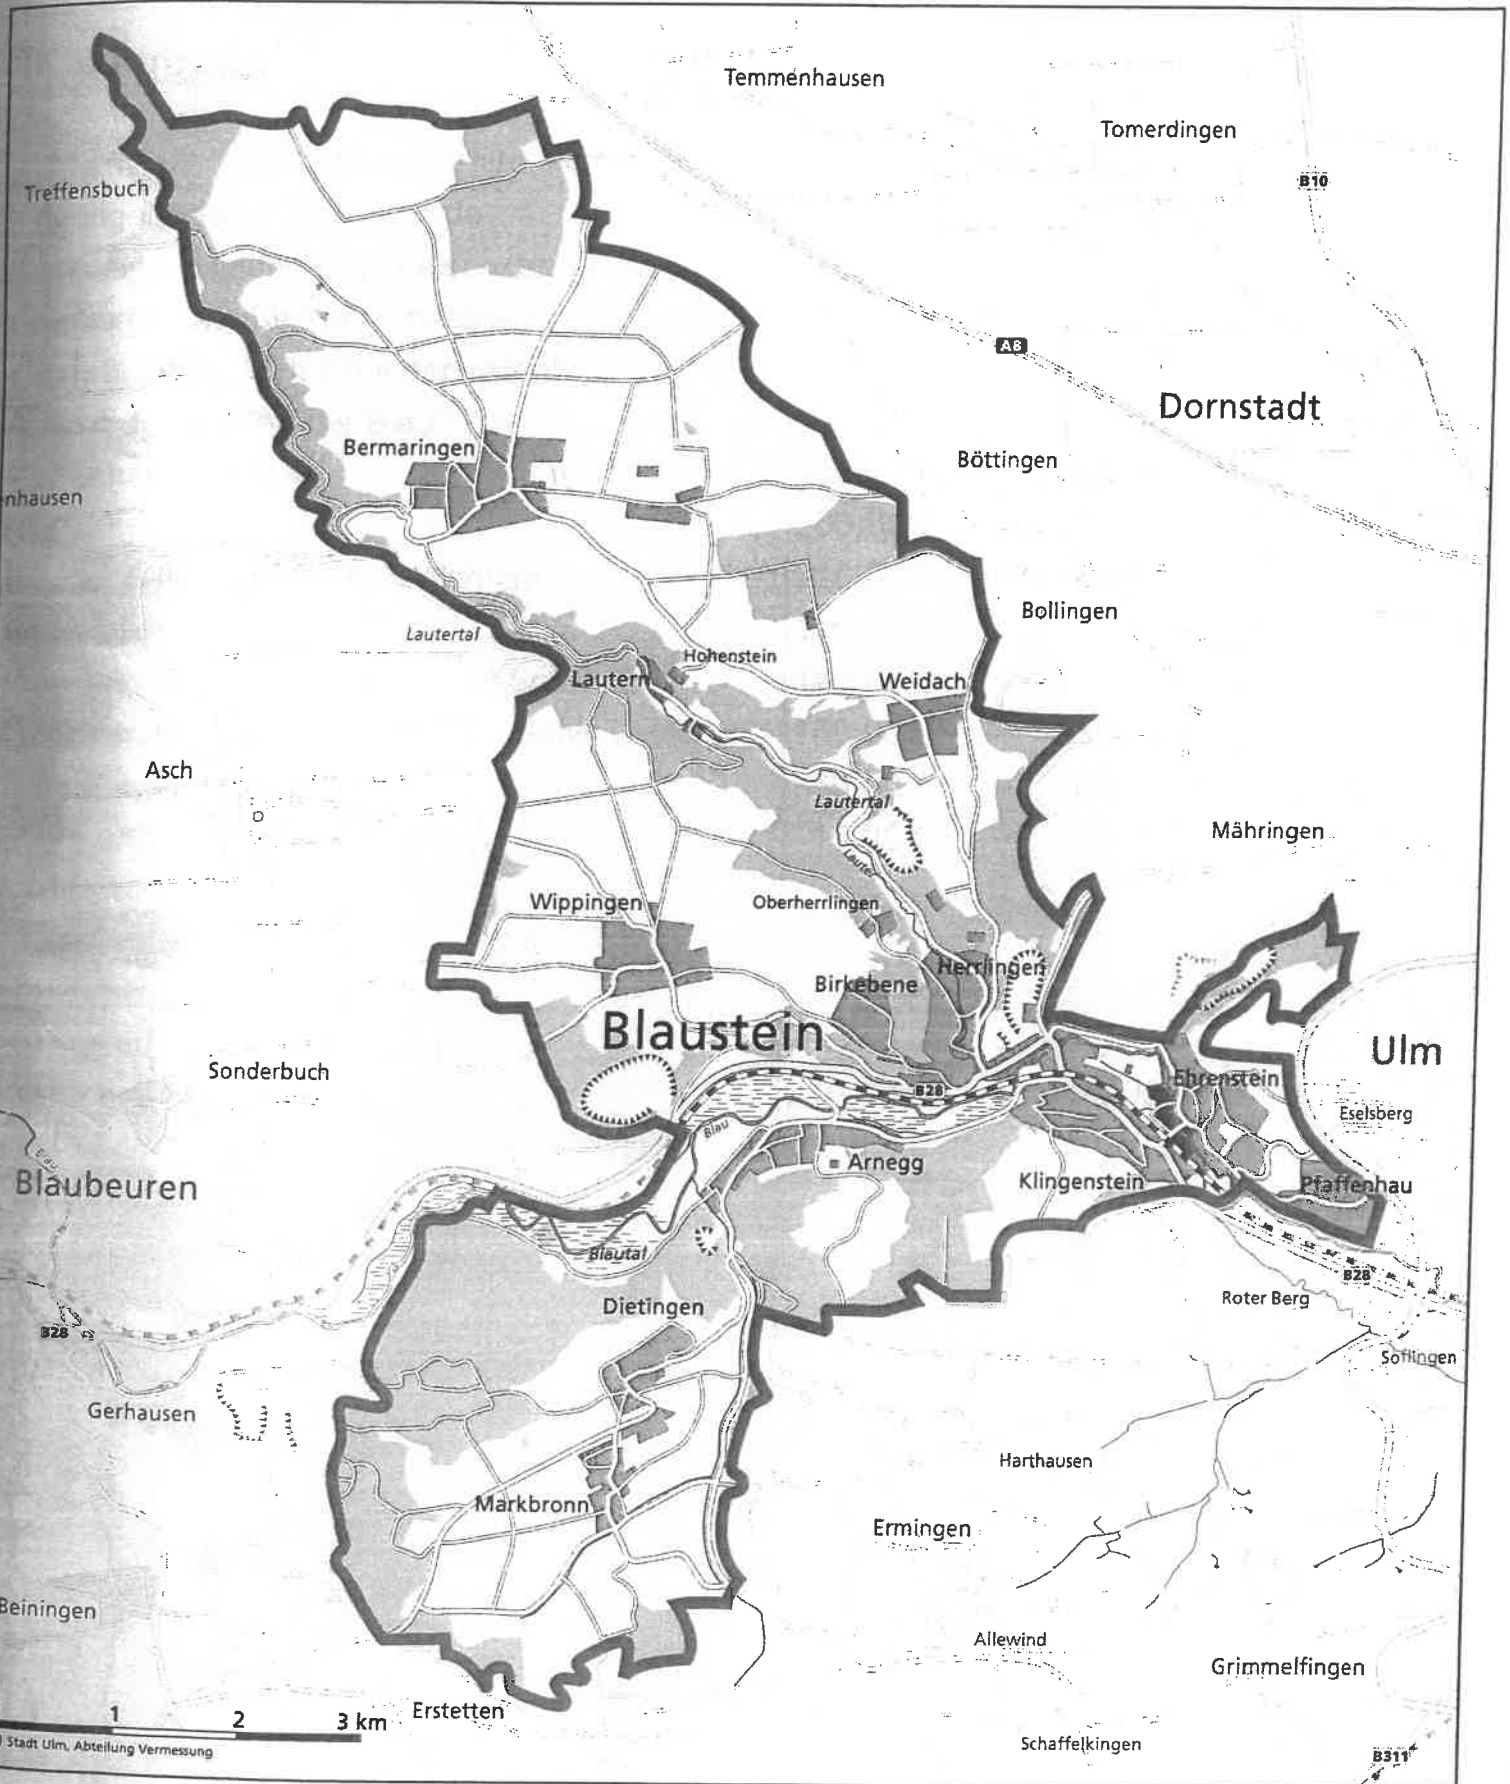 Temmenhausen
Tomerdingen
B10
Treffensbuch
A8
Dornstadt
Bermaringen
Böttingen
nhausen
Bollingen
Lautertal
Hohenstein
Lautern
Weidach
Asch
Lautertal
Mähringen
Lauter
Wippingen
Oberherrlingen
Herrlingen
Birkebene
Blaustein
Ulm
Sonderbuch
Ehrenstein
B28
Eselsberg
Blau
Blau
Arnegg
Blaubeuren
Klingenstein
Pfaffenhau
Blautal
B28
Roter Berg
Dietingen
B28
Söflingen
Gerhausen
Harthausen
Markbronn
Ermingen
Beiningen
Allewind
Grimmelfingen
Erstetten
1
2
3 km
Stadt Ulm, Abteilung Vermessung
Schaffelkingen
B311